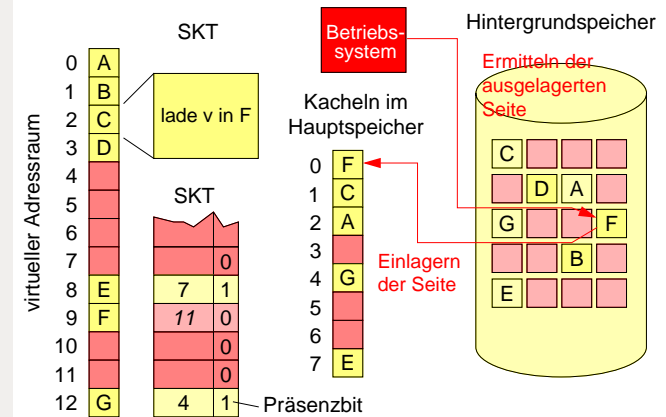 SKT
Betriebs-
system
Hintergrundspeicher
Ermitteln der
ausgelagerten
Seite
virtueller Adressraum
0 A
1 B
2 C
3 D
4
5
6
7
8 E
9 F
10
11
12 G
lade v in F
SKT
0
7 1
11 0
0
0
4 1
Präsenzbit
Kacheln im
Hauptspeicher
0 F
1 C
2 A
3
4 G
5
6
7 E
Einlagern
der Seite
C
D A
G F
B
E